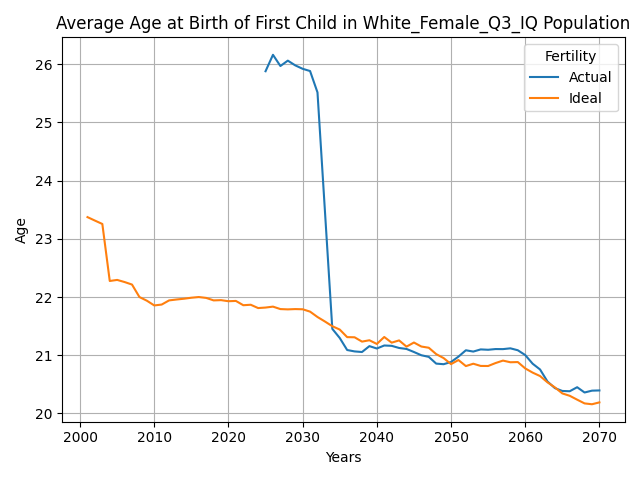 Average Age at Birth of First Child in White_Female_Q3_IQ Population
Fertility
Actual
Ideal
26
25
24
23
22
21
20
Age
2000 2010 2020 2030 2040 2050 2060 2070
Years